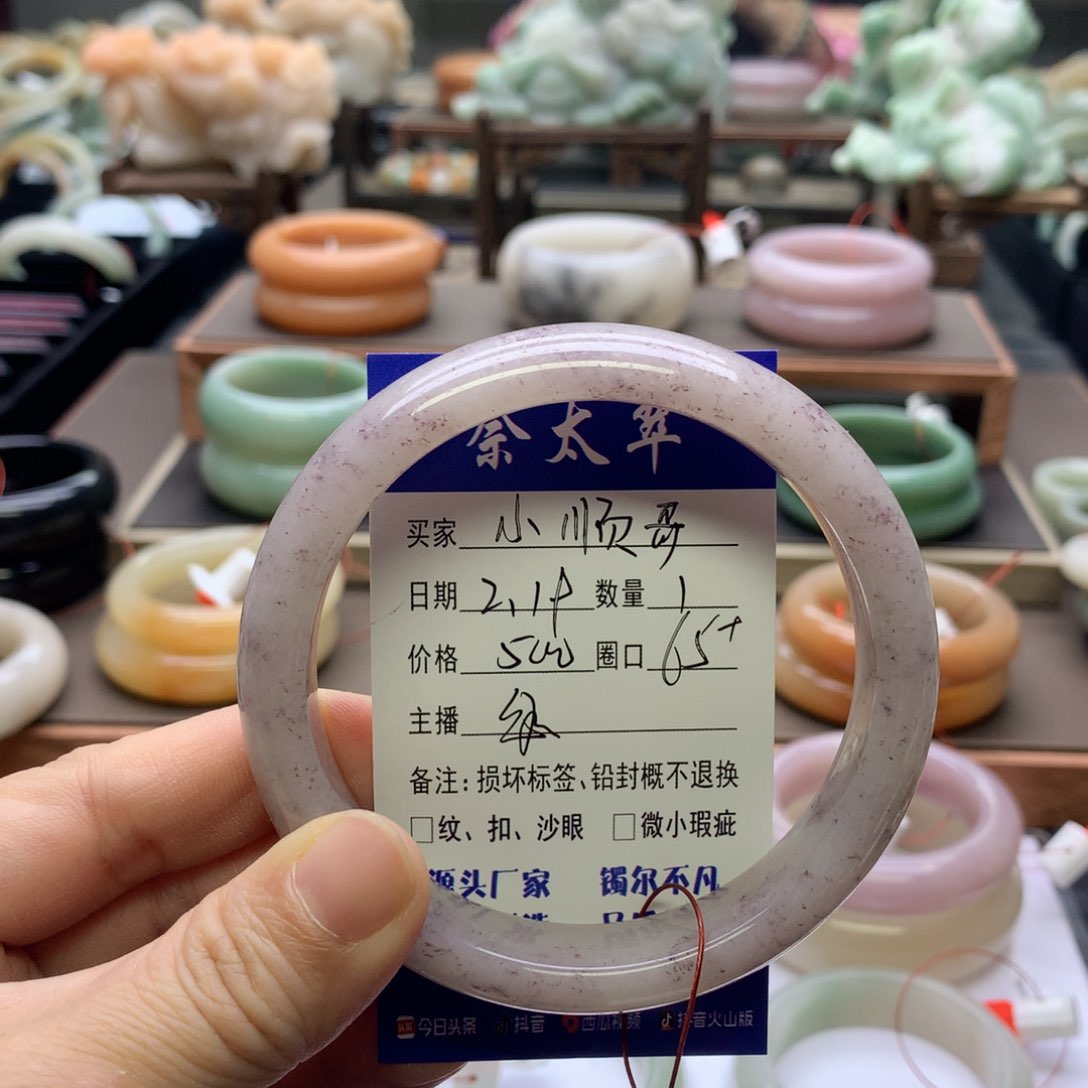 奈太翠
买家 小顺哥
日期 2.19 数量 1
价格 500 圈口 65+
主播
备注：损坏标签、铅封概不退换
□纹、扣、沙眼 □微小瑕疵
源头厂家 镯尔不凡
今日头条 抖音 西瓜视频 抖音火山版